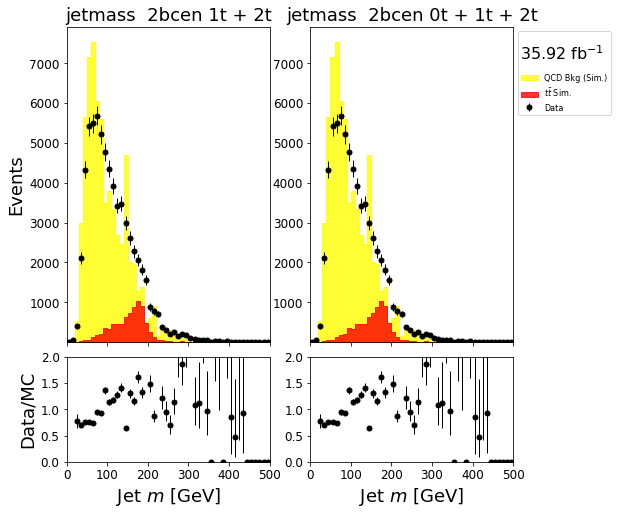 jetmass 2bcen 1t + 2t
jetmass 2bcen 0t + 1t + 2t
35.92 fb⁻¹
QCD Bkg (Sim.)
tt̄ Sim.
Data
Events
7000
6000
5000
4000
3000
2000
1000
7000
6000
5000
4000
3000
2000
1000
Data/MC
2.0
1.5
1.0
0.5
0.0
2.0
1.5
1.0
0.5
0.0
0 100 200 300 400 500
0 100 200 300 400 500
Jet m [GeV]
Jet m [GeV]